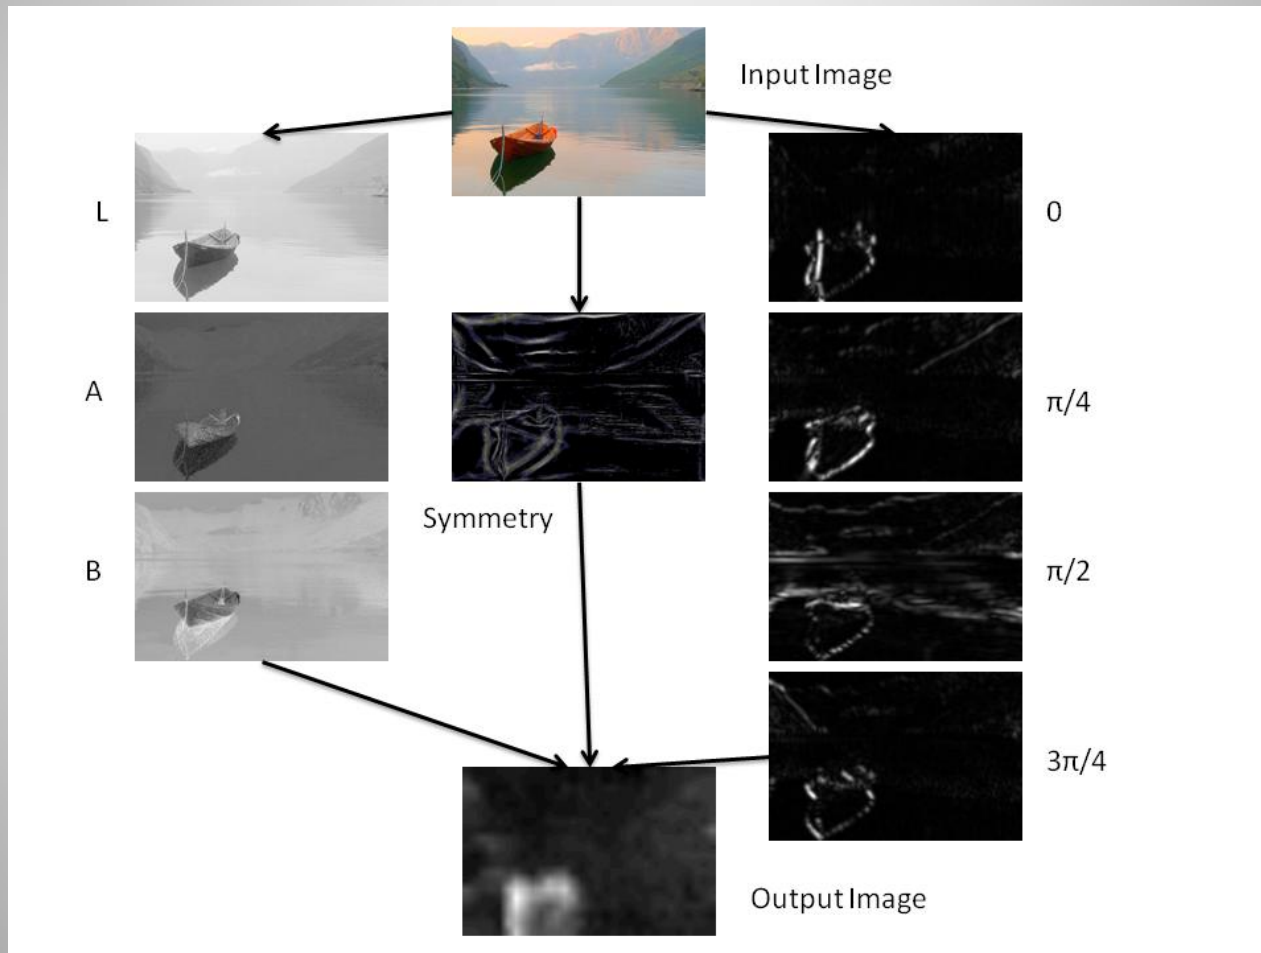 Input Image
L
0
A
π/4
Symmetry
B
π/2
3π/4
Output Image